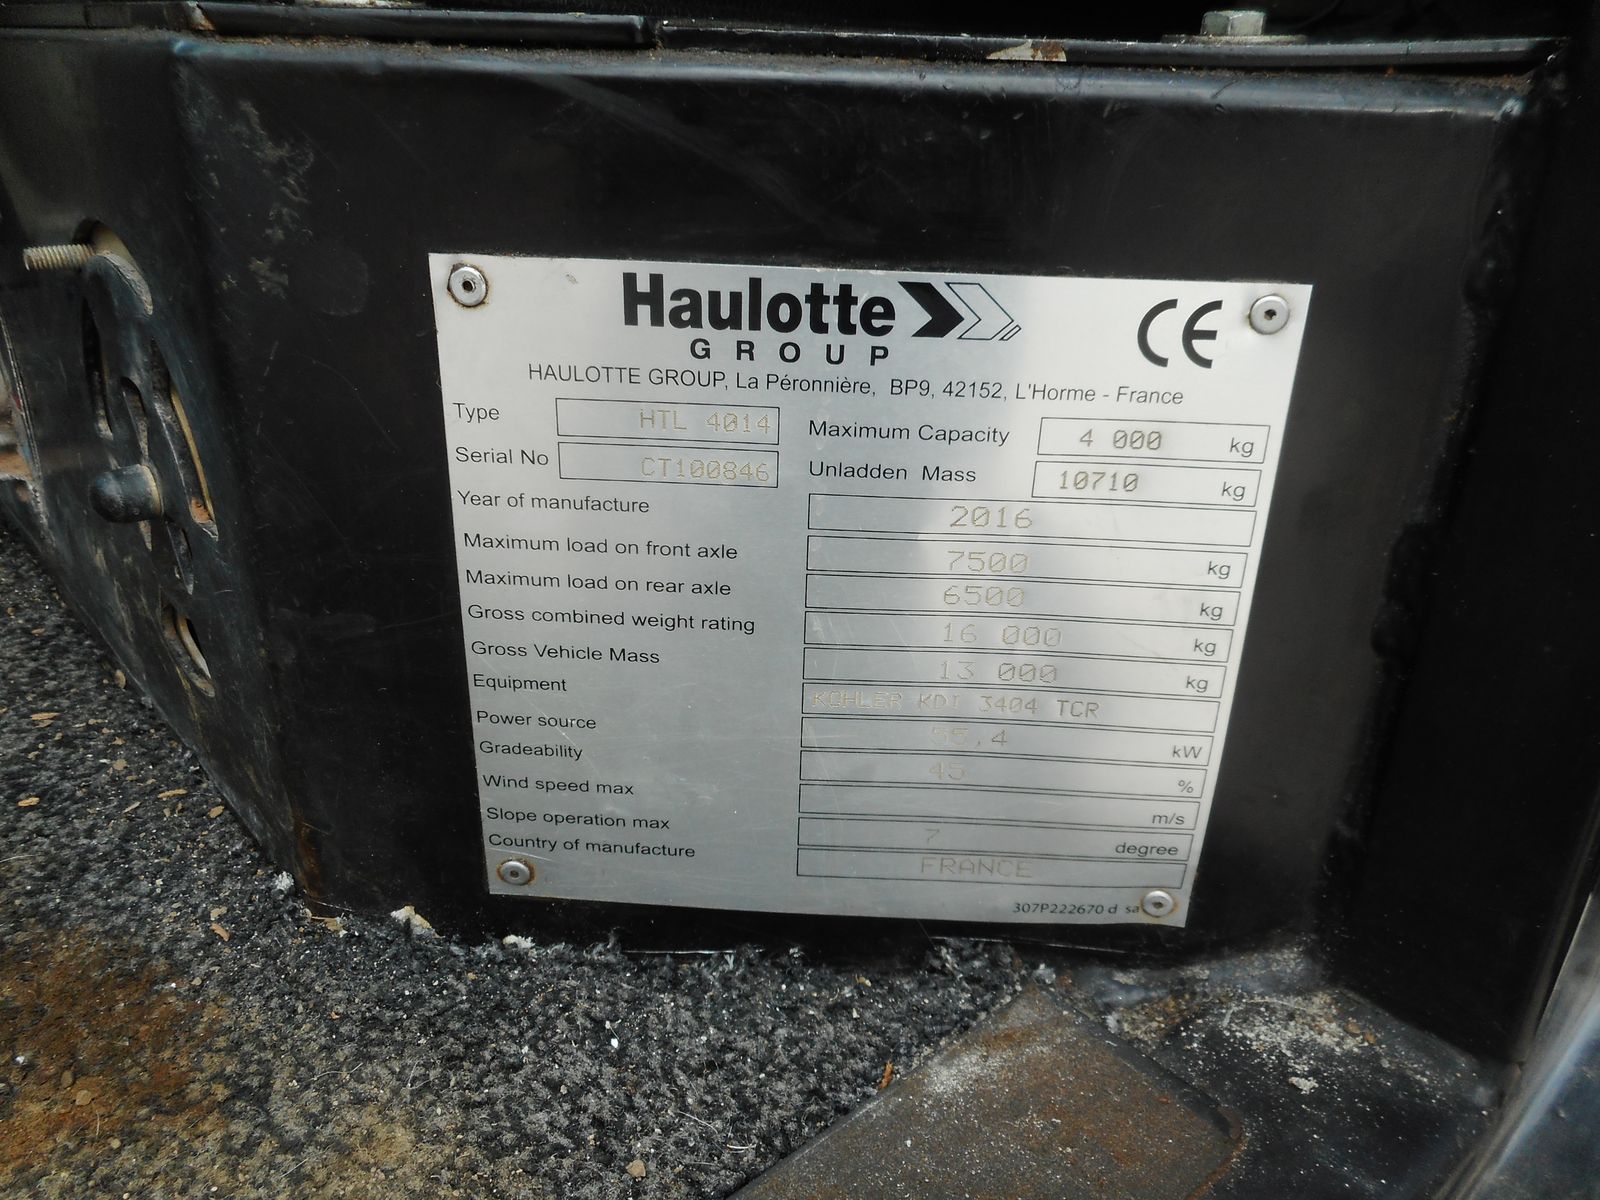 Haulotte
GROUP
CE
HAULOTTE GROUP, La Péronnière, BP9, 42152, L'Horme - France
Type HTL 4014
Maximum Capacity 4 000 kg
Serial No CT100846
Unladden Mass 10710 kg
Year of manufacture 2016
Maximum load on front axle 7500 kg
Maximum load on rear axle 6500 kg
Gross combined weight rating 16 000 kg
Gross Vehicle Mass 13 000 kg
Equipment KOHLER KDI 3404 TCR
Power source 55,4 kW
Gradeability 45 %
Wind speed max m/s
Slope operation max 7 degree
Country of manufacture FRANCE
307P222670 d sa